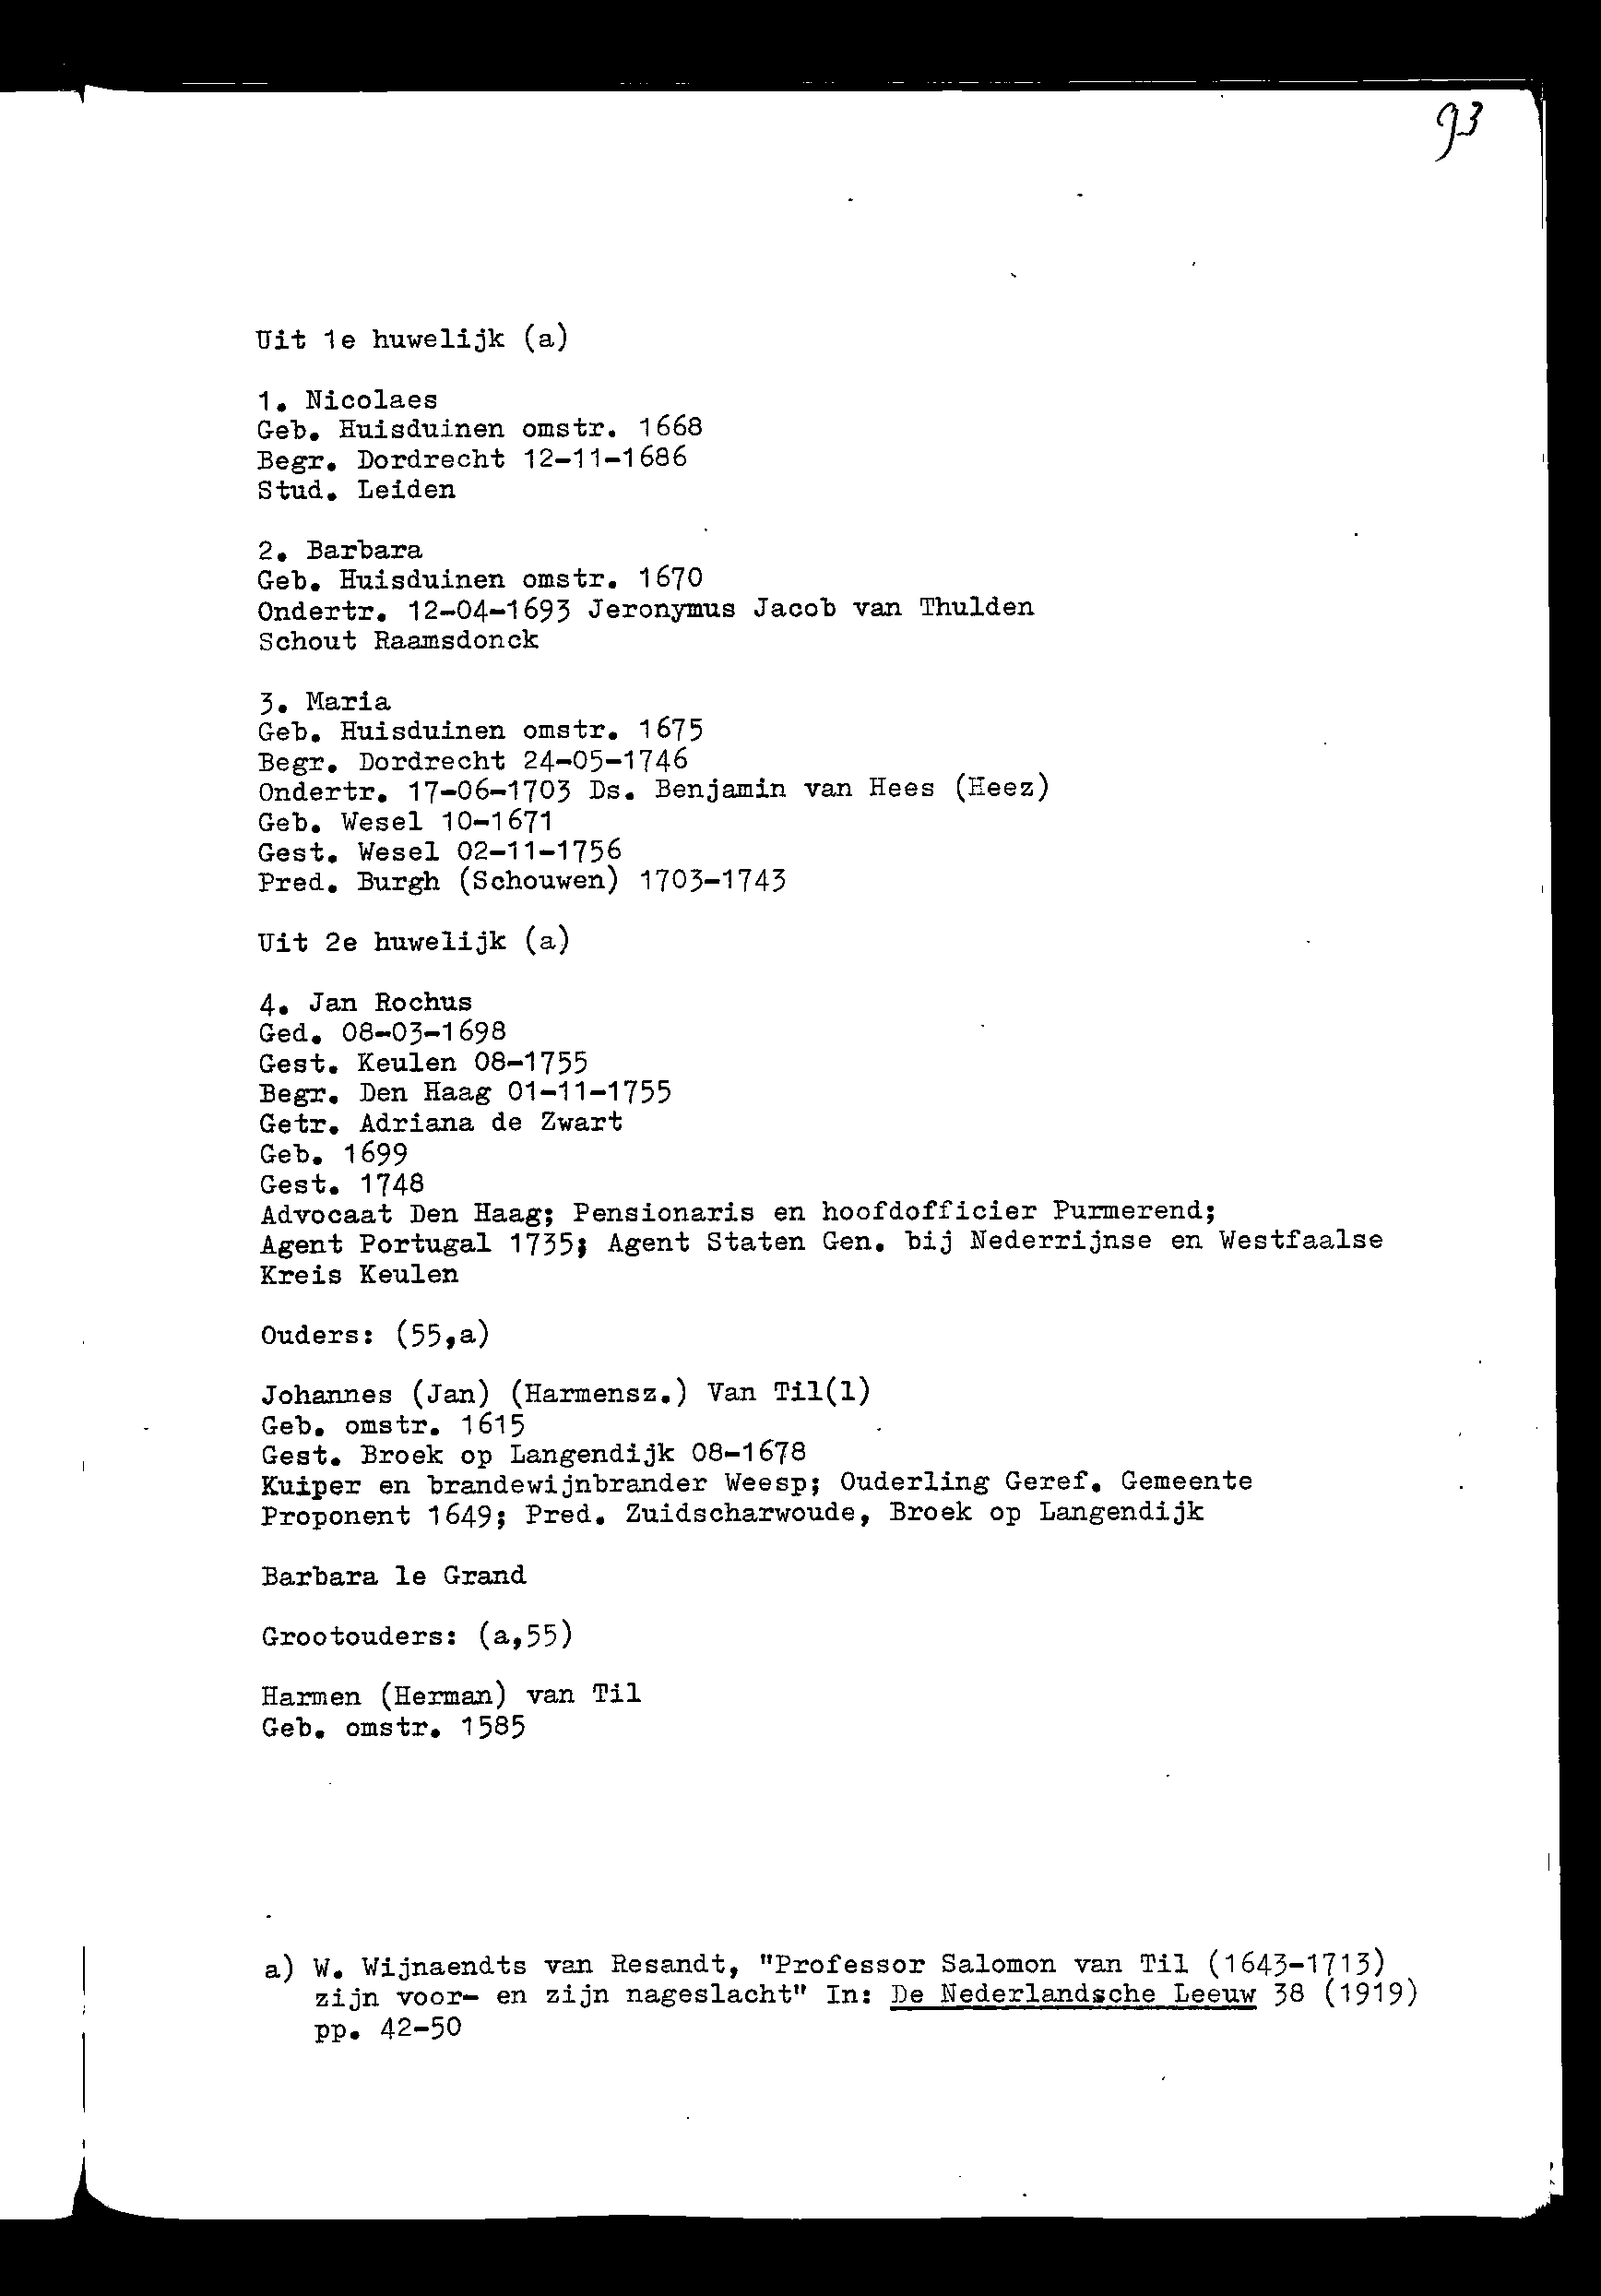 93
Uit 1e huwelijk (a)
1. Nicolaes
Geb. Huisduinen omstr. 1668
Begr. Dordrecht 12-11-1686
Stud. Leiden
2. Barbara
Geb. Huisduinen omstr. 1670
Ondertr. 12-04-1693 Jeronymus Jacob van Thulden
Schout Raamsdonck
3. Maria
Geb. Huisduinen omstr. 1675
Begr. Dordrecht 24-05-1746
Ondertr. 17-06-1703 Ds. Benjamin van Hees (Heez)
Geb. Wesel 10-1671
Gest. Wesel 02-11-1756
Pred. Burgh (Schouwen) 1703-1743
Uit 2e huwelijk (a)
4. Jan Rochus
Ged. 08-03-1698
Gest. Keulen 08-1755
Begr. Den Haag 01-11-1755
Getr. Adriana de Zwart
Geb. 1699
Gest. 1748
Advocaat Den Haag; Pensionaris en hoofdofficier Purmerend;
Agent Portugal 1735; Agent Staten Gen. bij Nederrijnse en Westfaalse
Kreis Keulen
Ouders: (55,a)
Johannes (Jan) (Harmensz.) Van Til(l)
Geb. omstr. 1615
Gest. Broek op Langendijk 08-1678
Kuiper en brandewijnbrander Weesp; Ouderling Geref. Gemeente
Proponent 1649; Pred. Zuidscharwoude, Broek op Langendijk
Barbara le Grand
Grootouders: (a,55)
Harmen (Herman) van Til
Geb. omstr. 1585
a) W. Wijnaendts van Resandt, "Professor Salomon van Til (1643-1713)
zijn voor- en zijn nageslacht" In: De Nederlandsche Leeuw 38 (1919)
pp. 42-50